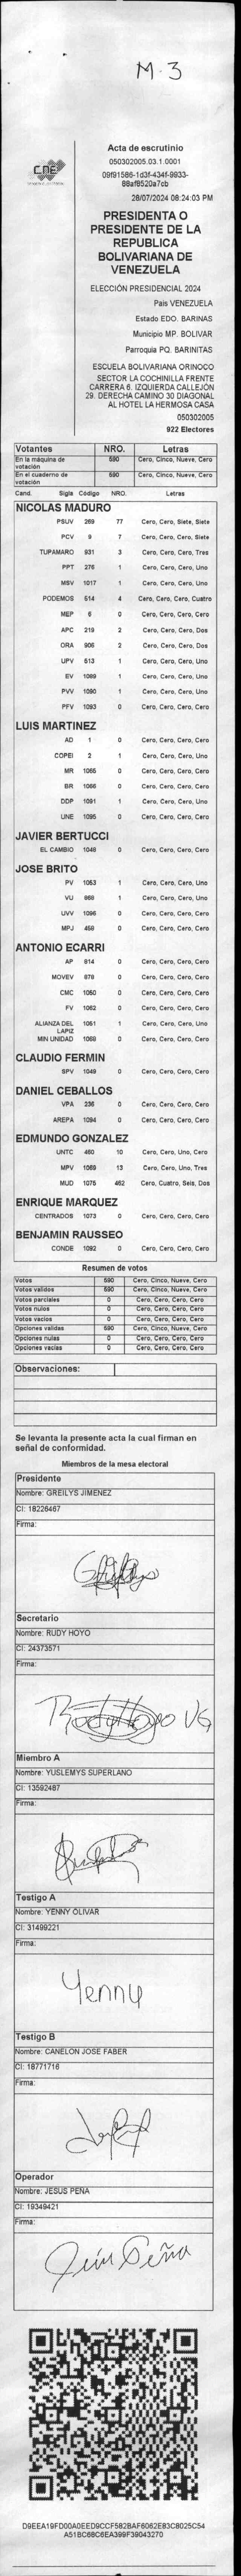 M.3
CNE
Acta de escrutinio
050302005.03.1.0001
09f91586-1d3f-434f-9933-
69af8520a7cb
28/07/2024 08:24:03 PM
PRESIDENTA O
PRESIDENTE DE LA
REPUBLICA
BOLIVARIANA DE
VENEZUELA
ELECCIÓN PRESIDENCIAL 2024
Pais VENEZUELA
Estado EDO. BARINAS
Municipio MP. BOLIVAR
Parroquia PQ. BARINITAS
ESCUELA BOLIVARIANA ORINOCO
SECTOR LA COCHINILLA FRENTE
CARRERA 6. IZQUIERDA CALLEJÓN
29. DERECHA CAMINO 30 DIAGONAL
AL HOTEL LA HERMOSA CASA
050302005
922 Electores
Votantes NRO. Letras
En la máquina de votación 590 Cero, Cinco, Nueve, Cero
En el cuaderno de votación 590 Cero, Cinco, Nueve, Cero
Cand. Sigla Código NRO. Letras
NICOLAS MADURO
PSUV 269 77 Cero, Cero, Siete, Siete
PCV 9 7 Cero, Cero, Cero, Siete
TUPAMARO 931 3 Cero, Cero, Cero, Tres
PPT 276 1 Cero, Cero, Cero, Uno
MSV 1017 1 Cero, Cero, Cero, Uno
PODEMOS 514 4 Cero, Cero, Cero, Cuatro
MEP 6 0 Cero, Cero, Cero, Cero
APC 219 2 Cero, Cero, Cero, Dos
ORA 906 2 Cero, Cero, Cero, Dos
UPV 513 1 Cero, Cero, Cero, Uno
EV 1089 1 Cero, Cero, Cero, Uno
PVV 1090 1 Cero, Cero, Cero, Uno
PFV 1093 0 Cero, Cero, Cero, Cero
LUIS MARTINEZ
AD 1 0 Cero, Cero, Cero, Cero
COPEI 2 1 Cero, Cero, Cero, Uno
MR 1065 0 Cero, Cero, Cero, Cero
BR 1066 0 Cero, Cero, Cero, Cero
DDP 1091 1 Cero, Cero, Cero, Uno
UNE 1095 0 Cero, Cero, Cero, Cero
JAVIER BERTUCCI
EL CAMBIO 1048 0 Cero, Cero, Cero, Cero
JOSE BRITO
PV 1053 1 Cero, Cero, Cero, Uno
VU 868 1 Cero, Cero, Cero, Uno
UVV 1096 0 Cero, Cero, Cero, Cero
MPJ 458 0 Cero, Cero, Cero, Cero
ANTONIO ECARRI
AP 814 0 Cero, Cero, Cero, Cero
MOVEV 878 0 Cero, Cero, Cero, Cero
CMC 1050 0 Cero, Cero, Cero, Cero
FV 1062 0 Cero, Cero, Cero, Cero
ALIANZA DEL LAPIZ 1051 1 Cero, Cero, Cero, Uno
MIN UNIDAD 1068 0 Cero, Cero, Cero, Cero
CLAUDIO FERMIN
SPV 1049 0 Cero, Cero, Cero, Cero
DANIEL CEBALLOS
VPA 236 0 Cero, Cero, Cero, Cero
AREPA 1094 0 Cero, Cero, Cero, Cero
EDMUNDO GONZALEZ
UNTC 460 10 Cero, Cero, Uno, Cero
MPV 1069 13 Cero, Cero, Uno, Tres
MUD 1075 462 Cero, Cuatro, Seis, Dos
ENRIQUE MARQUEZ
CENTRADOS 1073 0 Cero, Cero, Cero, Cero
BENJAMIN RAUSSEO
CONDE 1092 0 Cero, Cero, Cero, Cero
Resumen de votos
Votos 590 Cero, Cinco, Nueve, Cero
Votos validos 590 Cero, Cinco, Nueve, Cero
Votos parciales 0 Cero, Cero, Cero, Cero
Votos nulos 0 Cero, Cero, Cero, Cero
Votos vacios 0 Cero, Cero, Cero, Cero
Opciones validas 590 Cero, Cinco, Nueve, Cero
Opciones nulas 0 Cero, Cero, Cero, Cero
Opciones vacias 0 Cero, Cero, Cero, Cero
Observaciones:
Se levanta la presente acta la cual firman en
señal de conformidad.
Miembros de la mesa electoral
Presidente
Nombre: GREILYS JIMENEZ
CI: 18226467
Firma:
Secretario
Nombre: RUDY HOYO
CI: 24373571
Firma:
Rudy Hoyo VG
Miembro A
Nombre: YUSLEMYS SUPERLANO
CI: 13592487
Firma:
Testigo A
Nombre: YENNY OLIVAR
CI: 31499221
Firma:
Yenny
Testigo B
Nombre: CANELON JOSE FABER
CI: 18771716
Firma:
Operador
Nombre: JESUS PENA
CI: 19349421
Firma:
Jesús Peña
D9EEA19FD00A0EED9CCF582BAF6062E83C8025C54
A51BC68C6EA399F39043270